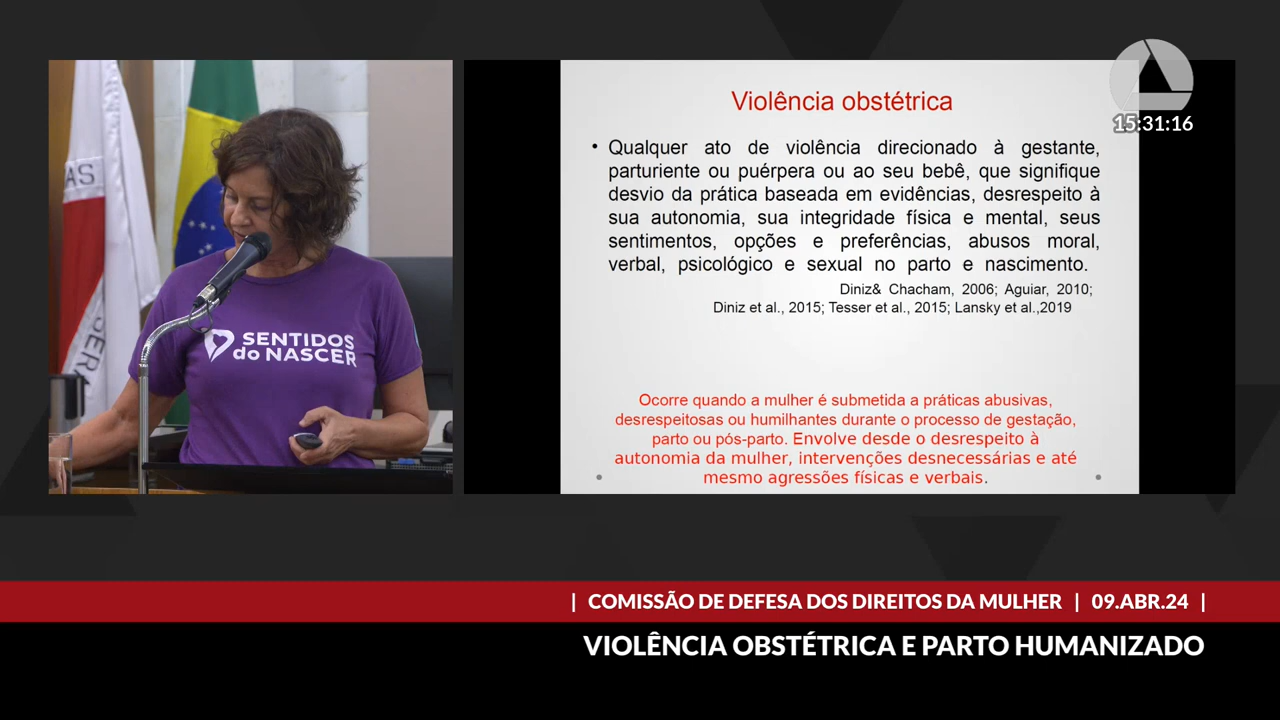 AS
SERA
SENTIDOS
do NASCER
15:31:16
Violência obstétrica
• Qualquer ato de violência direcionado à gestante,
parturiente ou puérpera ou ao seu bebê, que signifique
desvio da prática baseada em evidências, desrespeito à
sua autonomia, sua integridade física e mental, seus
sentimentos, opções e preferências, abusos moral,
verbal, psicológico e sexual no parto e nascimento.
Diniz& Chacham, 2006; Aguiar, 2010;
Diniz et al., 2015; Tesser et al., 2015; Lansky et al.,2019
Ocorre quando a mulher é submetida a práticas abusivas,
desrespeitosas ou humilhantes durante o processo de gestação,
parto ou pós-parto. Envolve desde o desrespeito à
autonomia da mulher, intervenções desnecessárias e até
mesmo agressões físicas e verbais.
| COMISSÃO DE DEFESA DOS DIREITOS DA MULHER | 09.ABR.24 |
VIOLÊNCIA OBSTÉTRICA E PARTO HUMANIZADO